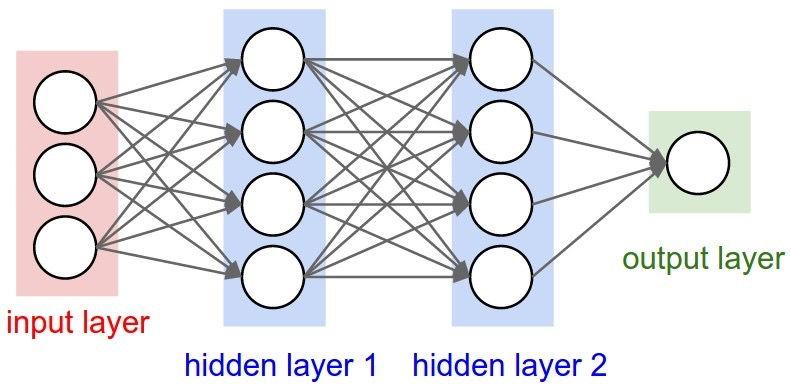 input layer
hidden layer 1
hidden layer 2
output layer